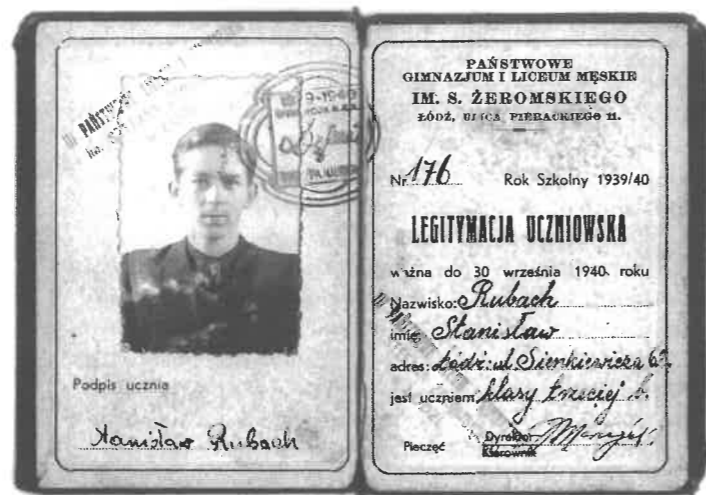 Podpis ucznia
Stanisław Rubach
PAŃSTWOWE
GIMNAZJUM I LICEUM MĘSKIE
IM. S. ŻEROMSKIEGO
ŁÓDŹ, ULICA PIERACKIEGO 11.
Nr 176 Rok Szkolny 1939/40
LEGITYMACJA UCZNIOWSKA
ważna do 30 września 1940 roku
Nazwisko: Rubach
imię: Stanisław
adres: Łódź: ul. Sienkiewicza
jest uczniem klasy trzeciej b.
Pieczęć Dyrektor
Kierownik